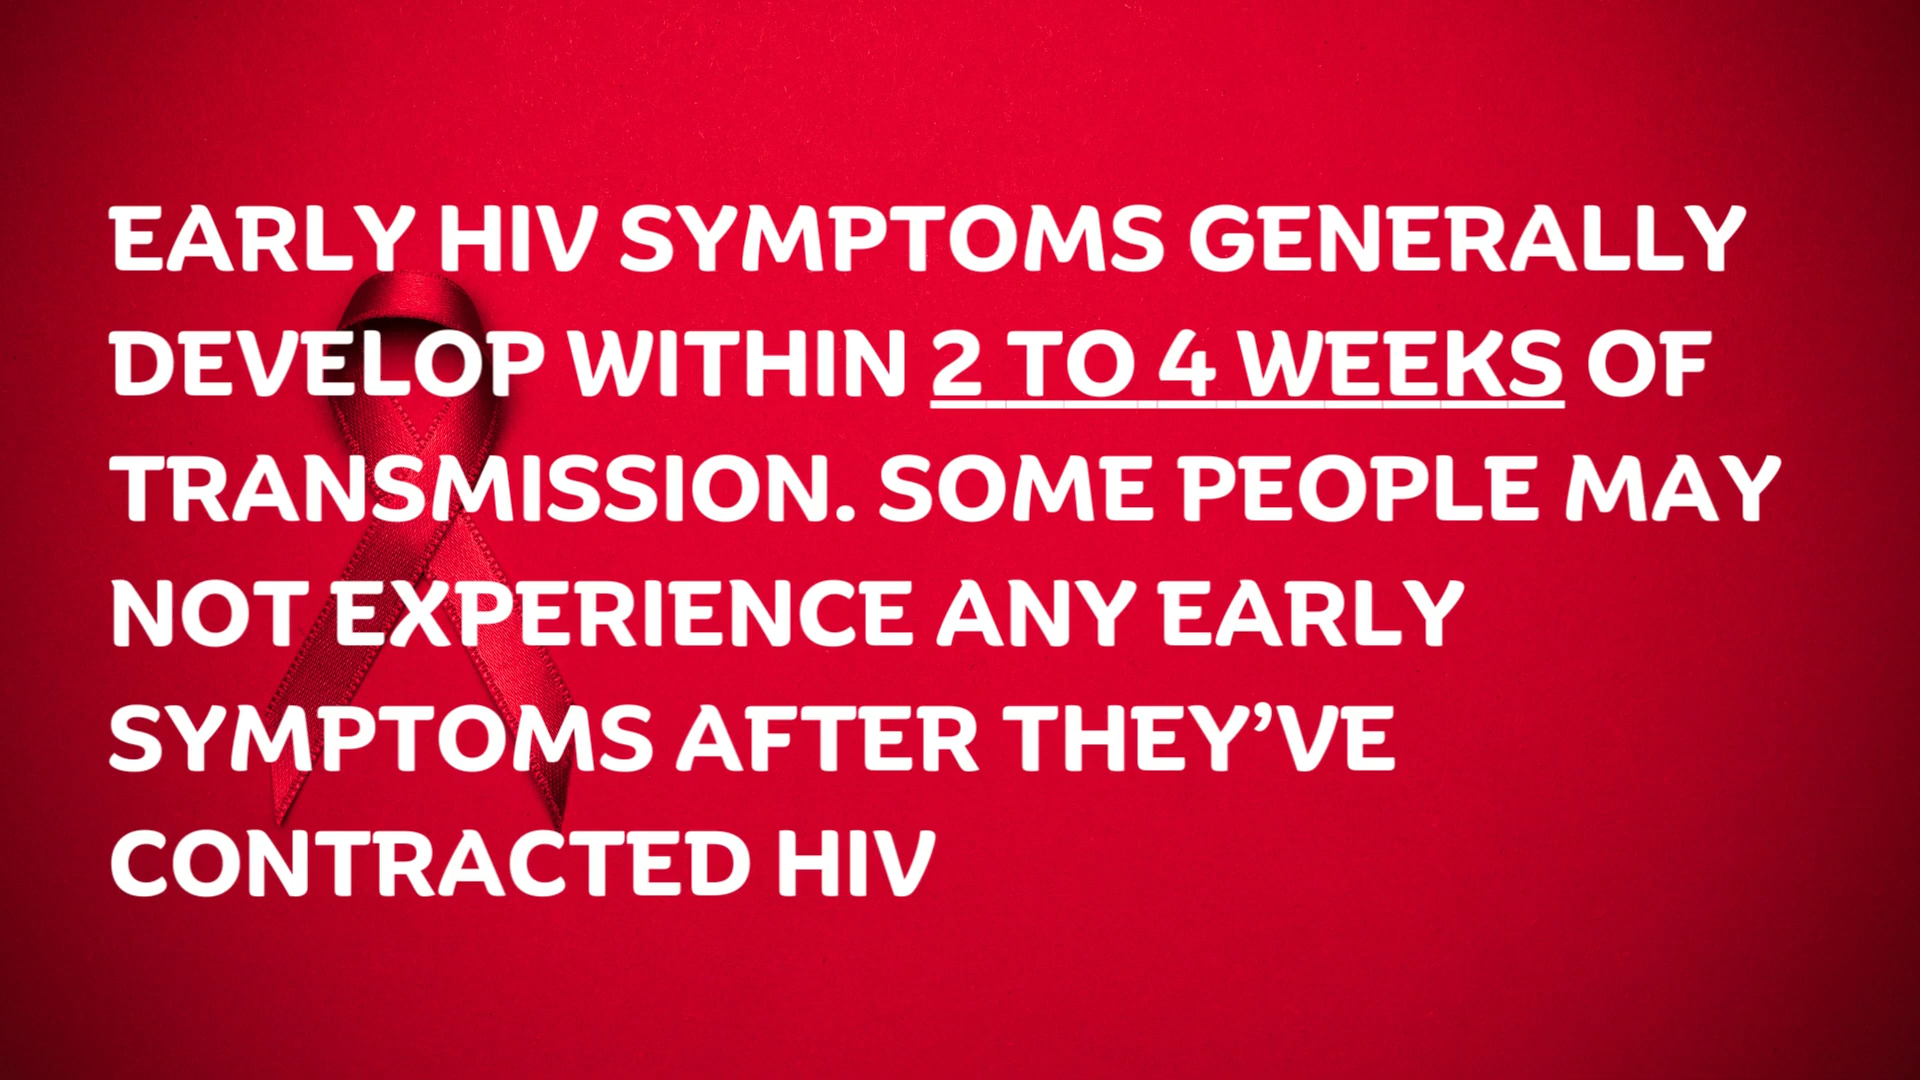 EARLY HIV SYMPTOMS GENERALLY
DEVELOP WITHIN 2 TO 4 WEEKS OF
TRANSMISSION. SOME PEOPLE MAY
NOT EXPERIENCE ANY EARLY
SYMPTOMS AFTER THEY’VE
CONTRACTED HIV